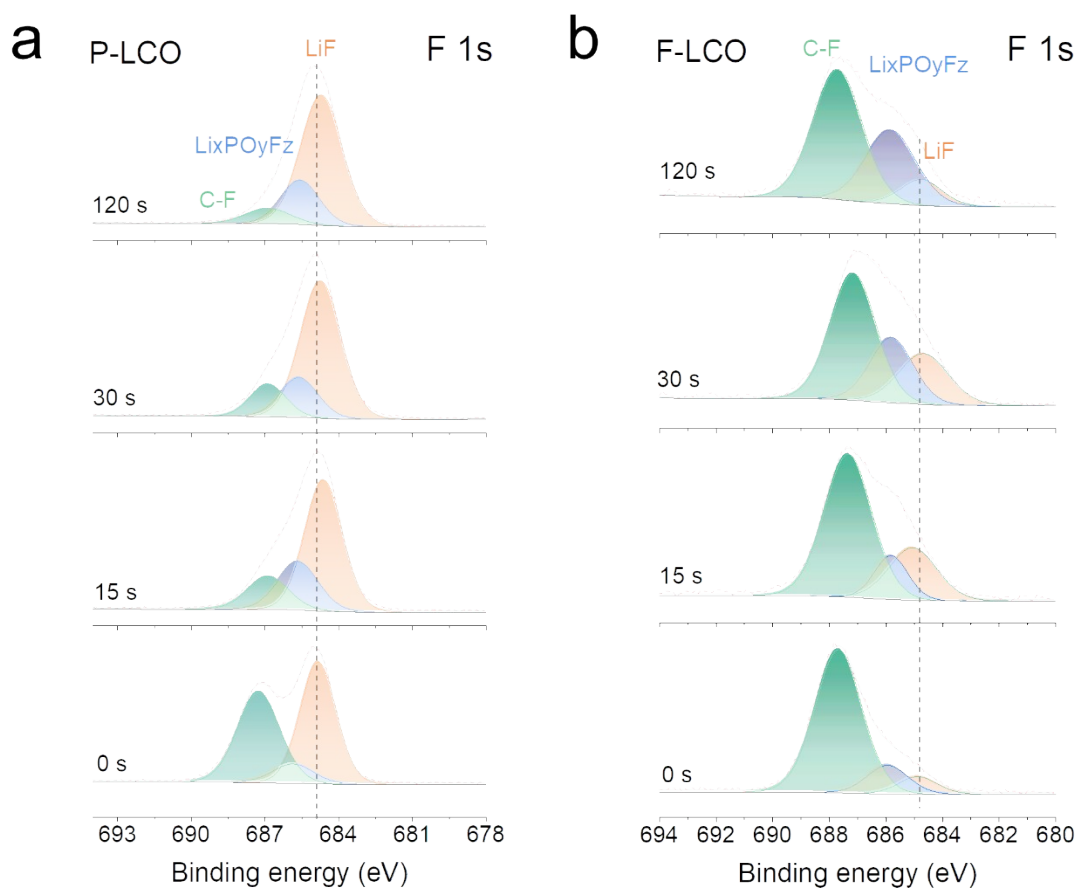 a
P-LCO
LiF
F 1s
LixPOyFz
C-F
120 s
30 s
15 s
0 s
693 690 687 684 681 678
Binding energy (eV)
b
F-LCO
C-F
F 1s
LixPOyFz
LiF
120 s
30 s
15 s
0 s
694 692 690 688 686 684 682 680
Binding energy (eV)